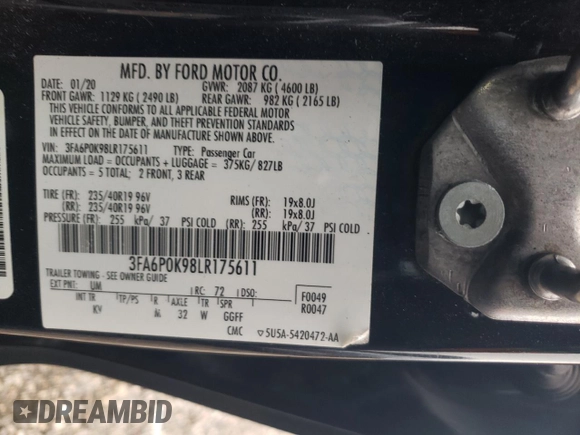 MFD. BY FORD MOTOR CO.
DATE: 01/20 GVWR: 2087 KG ( 4600 LB)
FRONT GAWR: 1129 KG ( 2490 LB) REAR GAWR: 982 KG ( 2165 LB)
THIS VEHICLE CONFORMS TO ALL APPLICABLE FEDERAL MOTOR
VEHICLE SAFETY, BUMPER, AND THEFT PREVENTION STANDARDS
IN EFFECT ON THE DATE OF MANUFACTURE SHOWN ABOVE.
VIN: 3FA6P0K98LR175611 TYPE: Passenger Car
MAXIMUM LOAD = OCCUPANTS + LUGGAGE = 375KG/ 827LB
OCCUPANTS = 5 TOTAL; 2 FRONT, 3 REAR
TIRE (FR): 235/40R19 96V RIMS (FR): 19x8.0J
(RR): 235/40R19 96V (RR): 19x8.0J
PRESSURE (FR): 255 kPa/ 37 PSI COLD (RR): 255 kPa/ 37 PSI COLD
3FA6P0K98LR175611
TRAILER TOWING - SEE OWNER GUIDE
EXT PNT: UM RC: 72 DSO: F0049
INT TR TP/PS R AXLE TR SPR R0047
KV M 32 W GGFF
CMC 5U5A-5420472-AA
DREAMBID